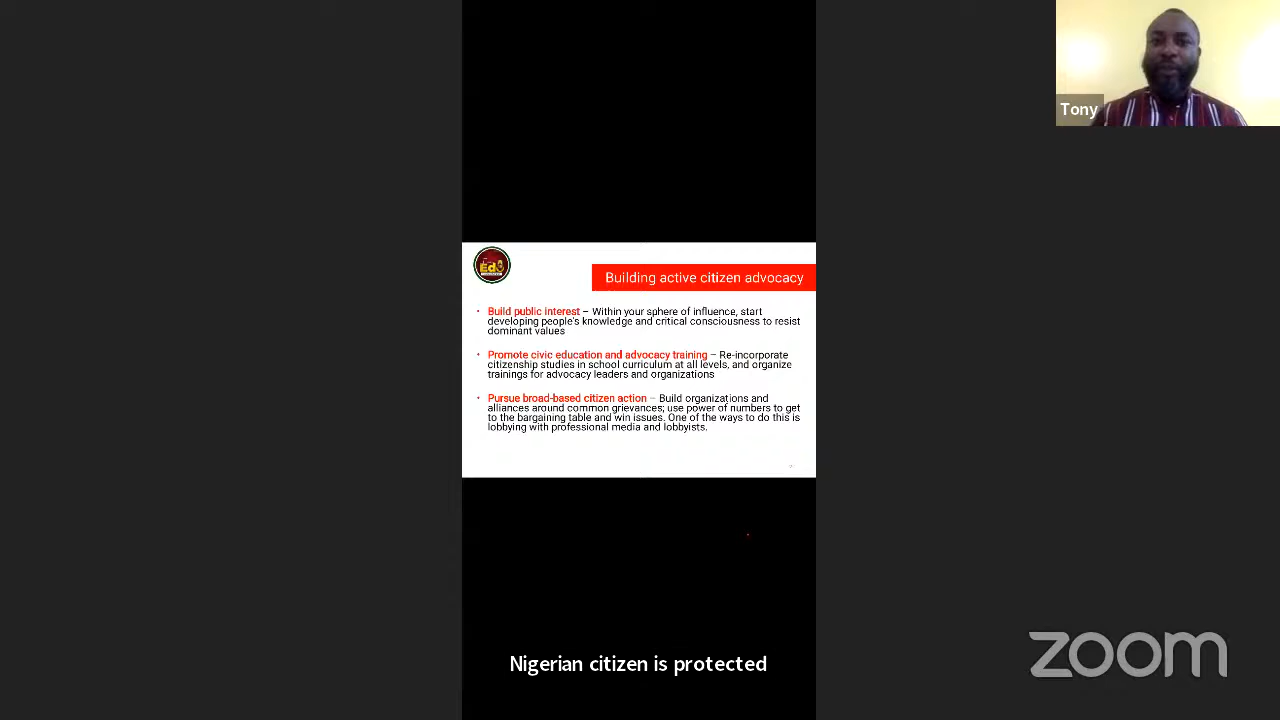 Tony
Edo
Building active citizen advocacy
• Build public interest – Within your sphere of influence, start
developing people's knowledge and critical consciousness to resist
dominant values
• Promote civic education and advocacy training – Re-incorporate
citizenship studies in school curriculum at all levels, and organize
trainings for advocacy leaders and organizations
• Pursue broad-based citizen action – Build organizations and
alliances around common grievances; use power of numbers to get
to the bargaining table and win issues. One of the ways to do this is
lobbying with professional media and lobbyists.
Nigerian citizen is protected
zoom